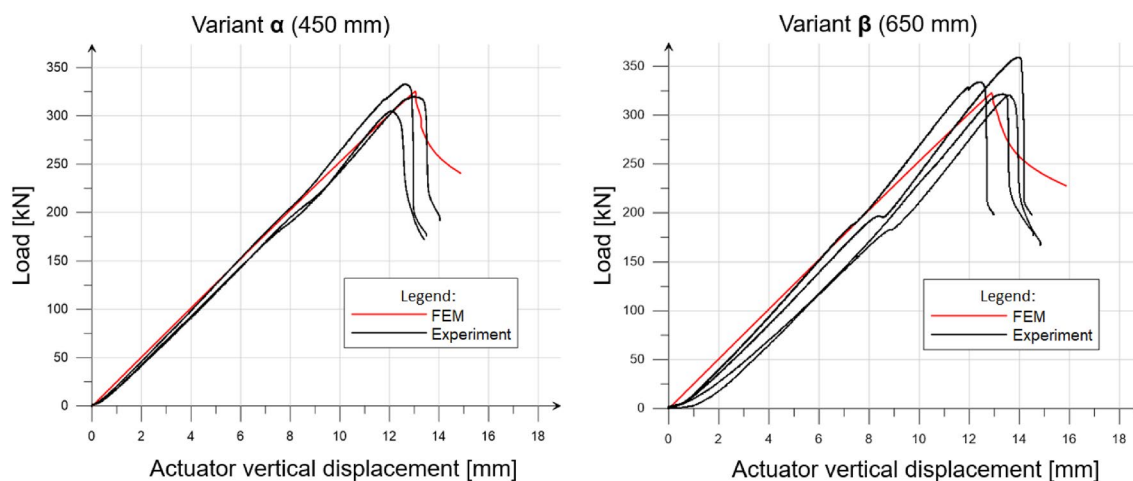 Variant α (450 mm)
350
300
250
200
150
100
50
0
Load [kN]
0 2 4 6 8 10 12 14 16 18
Actuator vertical displacement [mm]
Legend:
FEM
Experiment
Variant β (650 mm)
350
300
250
200
150
100
50
0
Load [kN]
0 2 4 6 8 10 12 14 16 18
Actuator vertical displacement [mm]
Legend:
FEM
Experiment